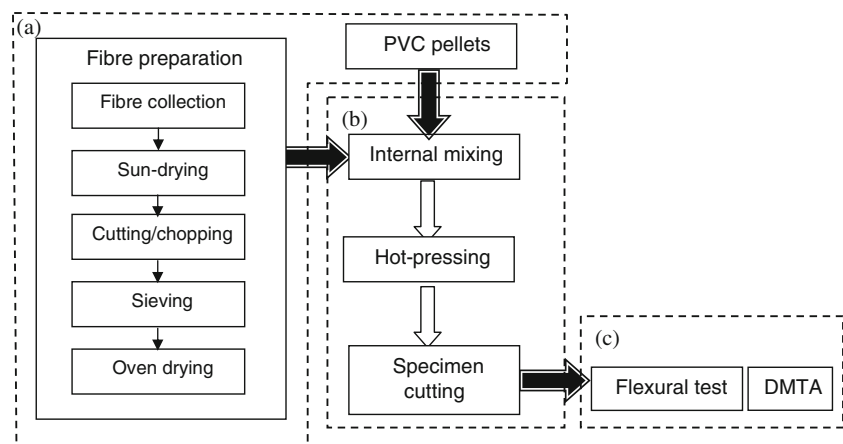 (a)
Fibre preparation
Fibre collection
Sun-drying
Cutting/chopping
Sieving
Oven drying
PVC pellets
(b)
Internal mixing
Hot-pressing
Specimen
cutting
(c)
Flexural test
DMTA